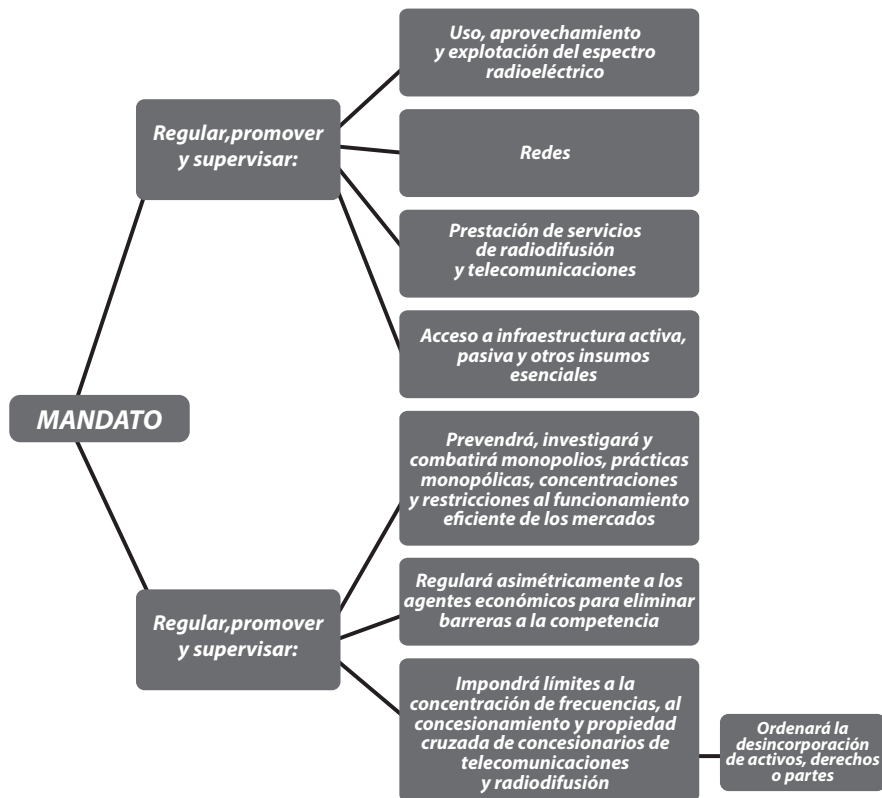 MANDATO
Regular,promover
y supervisar:
Uso, aprovechamiento
y explotación del espectro
radioeléctrico
Redes
Prestación de servicios
de radiodifusión
y telecomunicaciones
Acceso a infraestructura activa,
pasiva y otros insumos
esenciales
Regular,promover
y supervisar:
Prevendrá, investigará y
combatirá monopolios, prácticas
monopólicas, concentraciones
y restricciones al funcionamiento
eficiente de los mercados
Regulará asimétricamente a los
agentes económicos para eliminar
barreras a la competencia
Impondrá límites a la
concentración de frecuencias, al
concesionamiento y propiedad
cruzada de concesionarios de
telecomunicaciones
y radiodifusión
Ordenará la
desincorporación
de activos, derechos
o partes